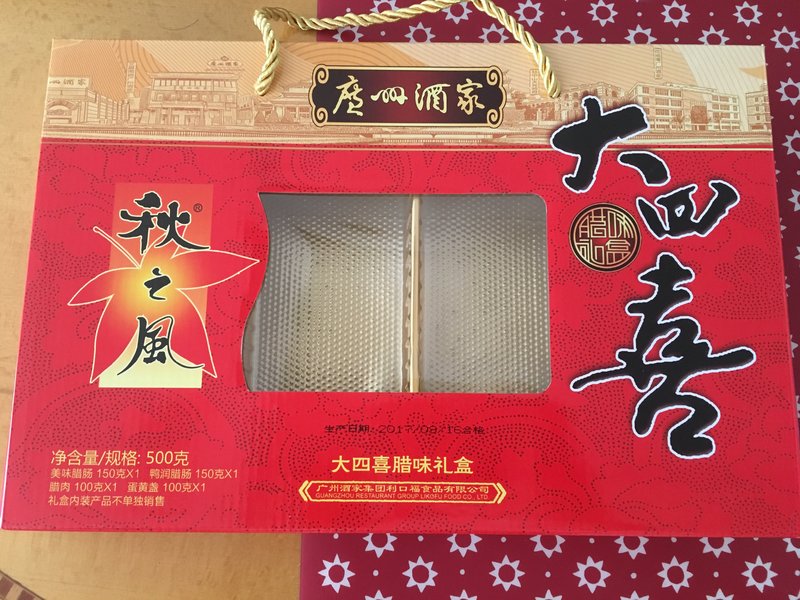 廣州酒家
大四喜
腊味礼盒
秋之風®
生产日期: 2017/08/16合格
净含量/规格: 500克
美味腊肠 150克X1 鸭润腊肠 150克X1
腊肉 100克X1 蛋黄盏 100克X1
礼盒内装产品不单独销售
大四喜腊味礼盒
广州酒家集团利口福食品有限公司
GUANGZHOU RESTAURANT GROUP LIKOFU FOOD CO., LTD.